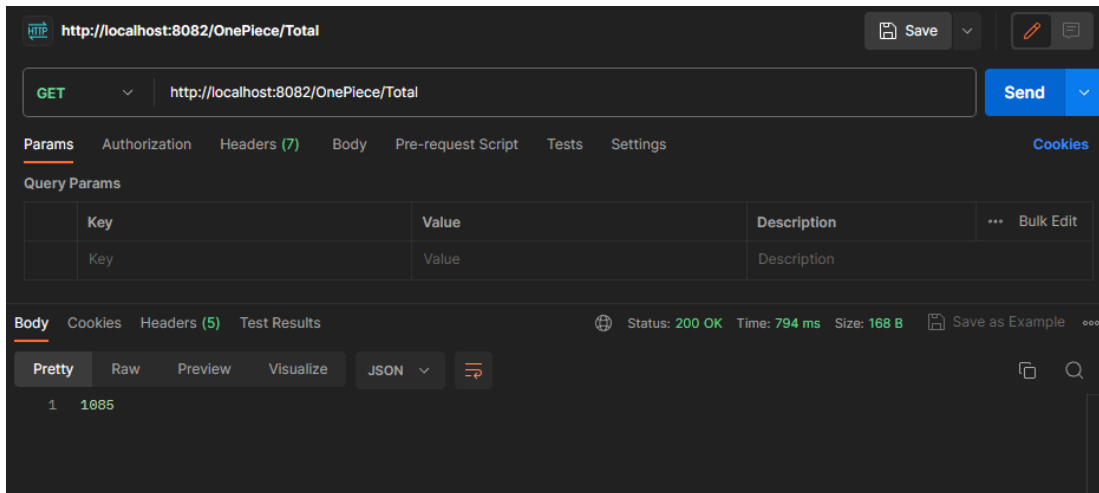 HTTP http://localhost:8082/OnePiece/Total Save
GET http://localhost:8082/OnePiece/Total Send
Params Authorization Headers (7) Body Pre-request Script Tests Settings Cookies
Query Params
Key Value Description ••• Bulk Edit
Key Value Description
Body Cookies Headers (5) Test Results Status: 200 OK Time: 794 ms Size: 168 B Save as Example
Pretty Raw Preview Visualize JSON
1 1085